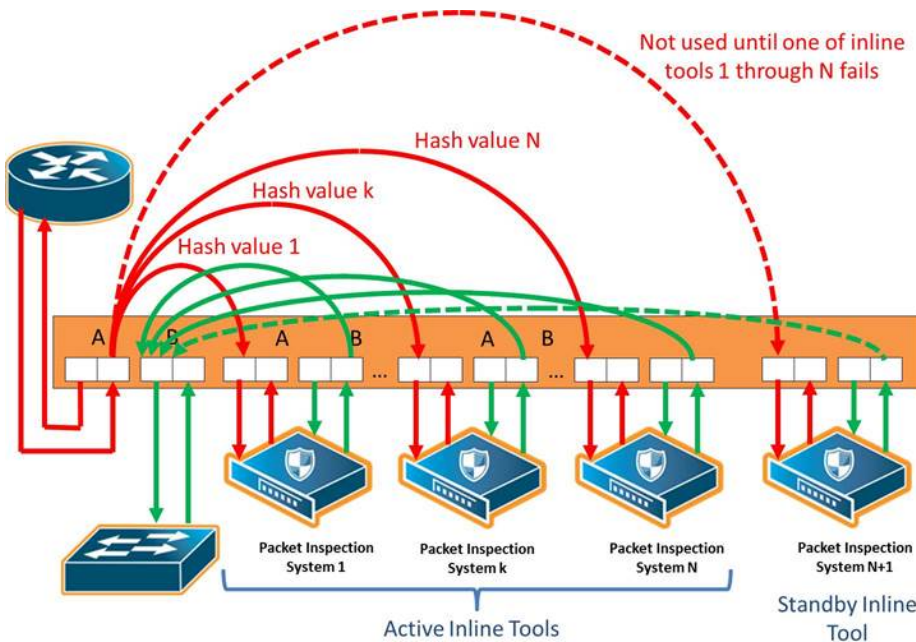 Not used until one of inline
tools 1 through N fails
Hash value N
Hash value k
Hash value 1
A B A B A B
... ...
Packet Inspection
System 1
Packet Inspection
System k
Packet Inspection
System N
Packet Inspection
System N+1
Active Inline Tools
Standby Inline
Tool